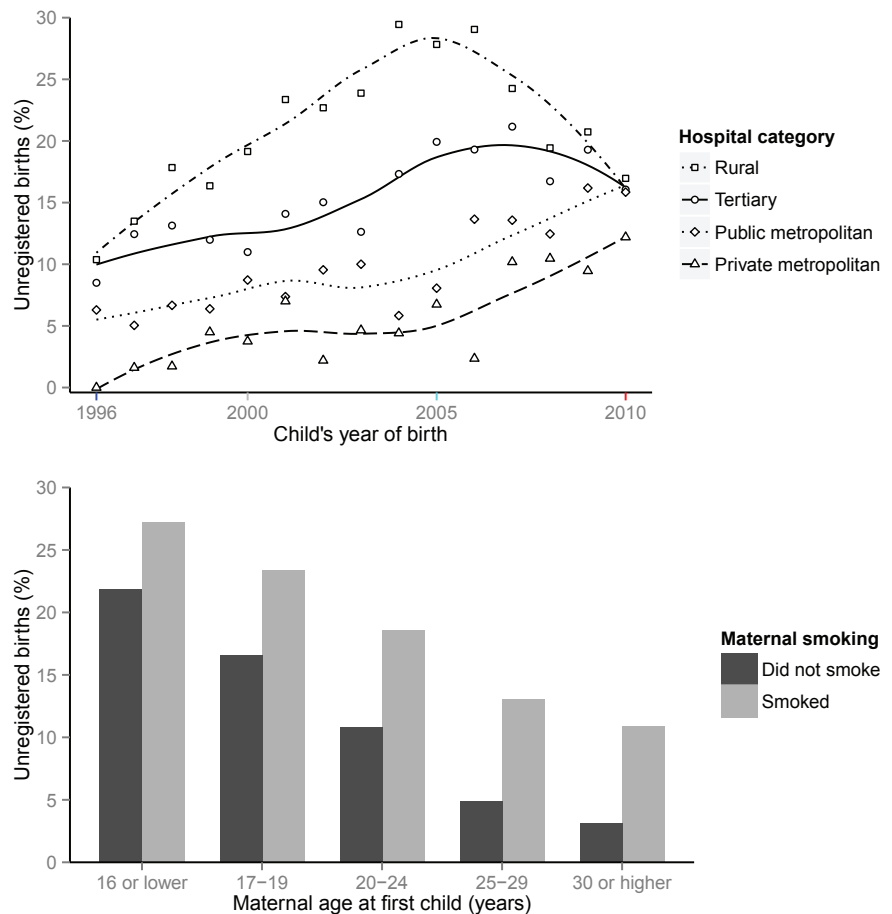 30
25
20
15
10
5
0
Unregistered births (%)
1996
2000
2005
2010
Child's year of birth
Hospital category
Rural
Tertiary
Public metropolitan
Private metropolitan
30
25
20
15
10
5
0
Unregistered births (%)
16 or lower
17−19
20−24
25−29
30 or higher
Maternal age at first child (years)
Maternal smoking
Did not smoke
Smoked